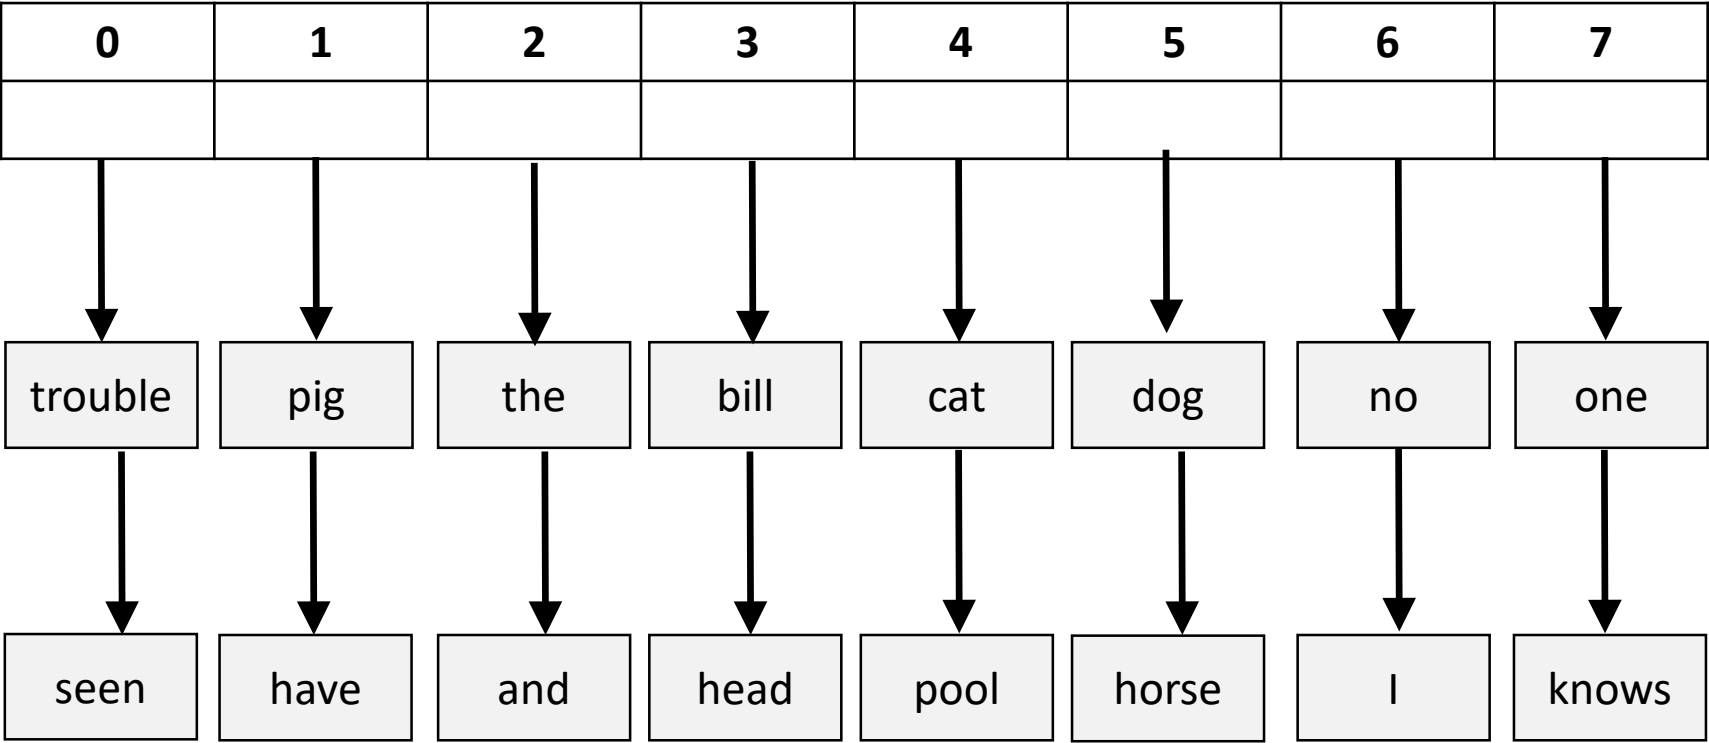 0 1 2 3 4 5 6 7
trouble pig the bill cat dog no one
seen have and head pool horse I knows